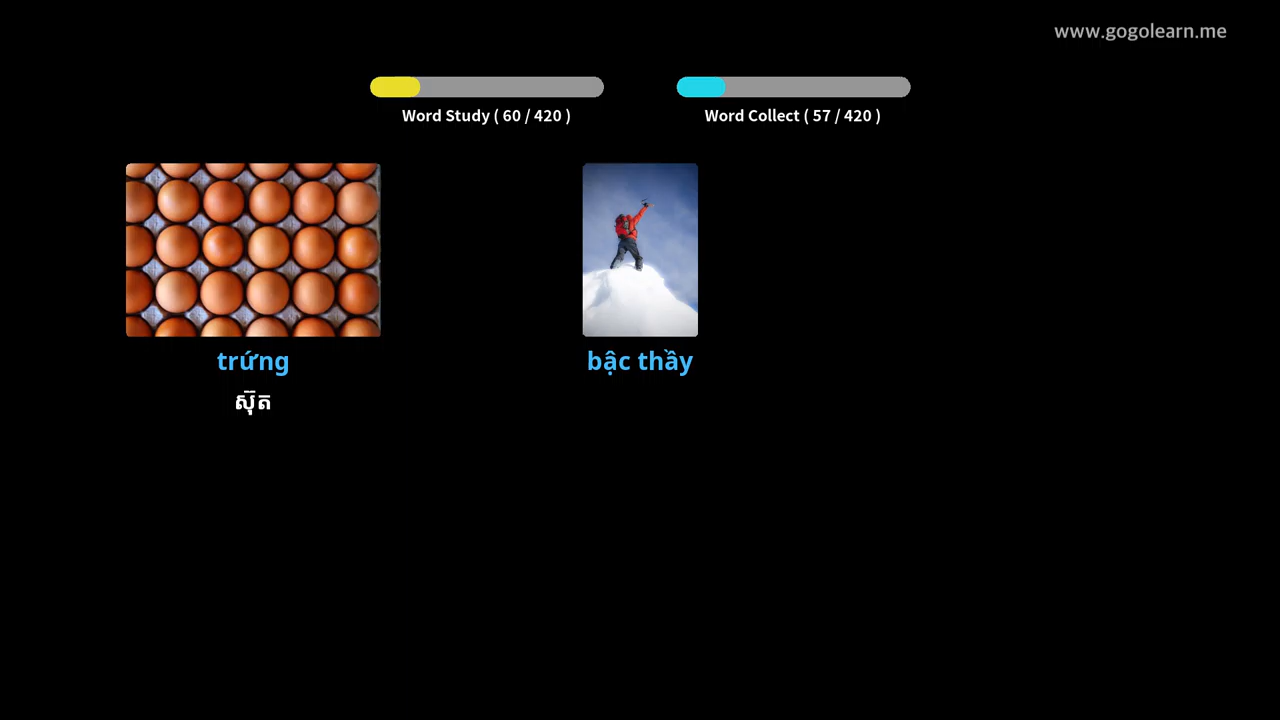 www.gogolearn.me
Word Study ( 60 / 420 )
Word Collect ( 57 / 420 )
trứng
bậc thầy
ស៊ុត